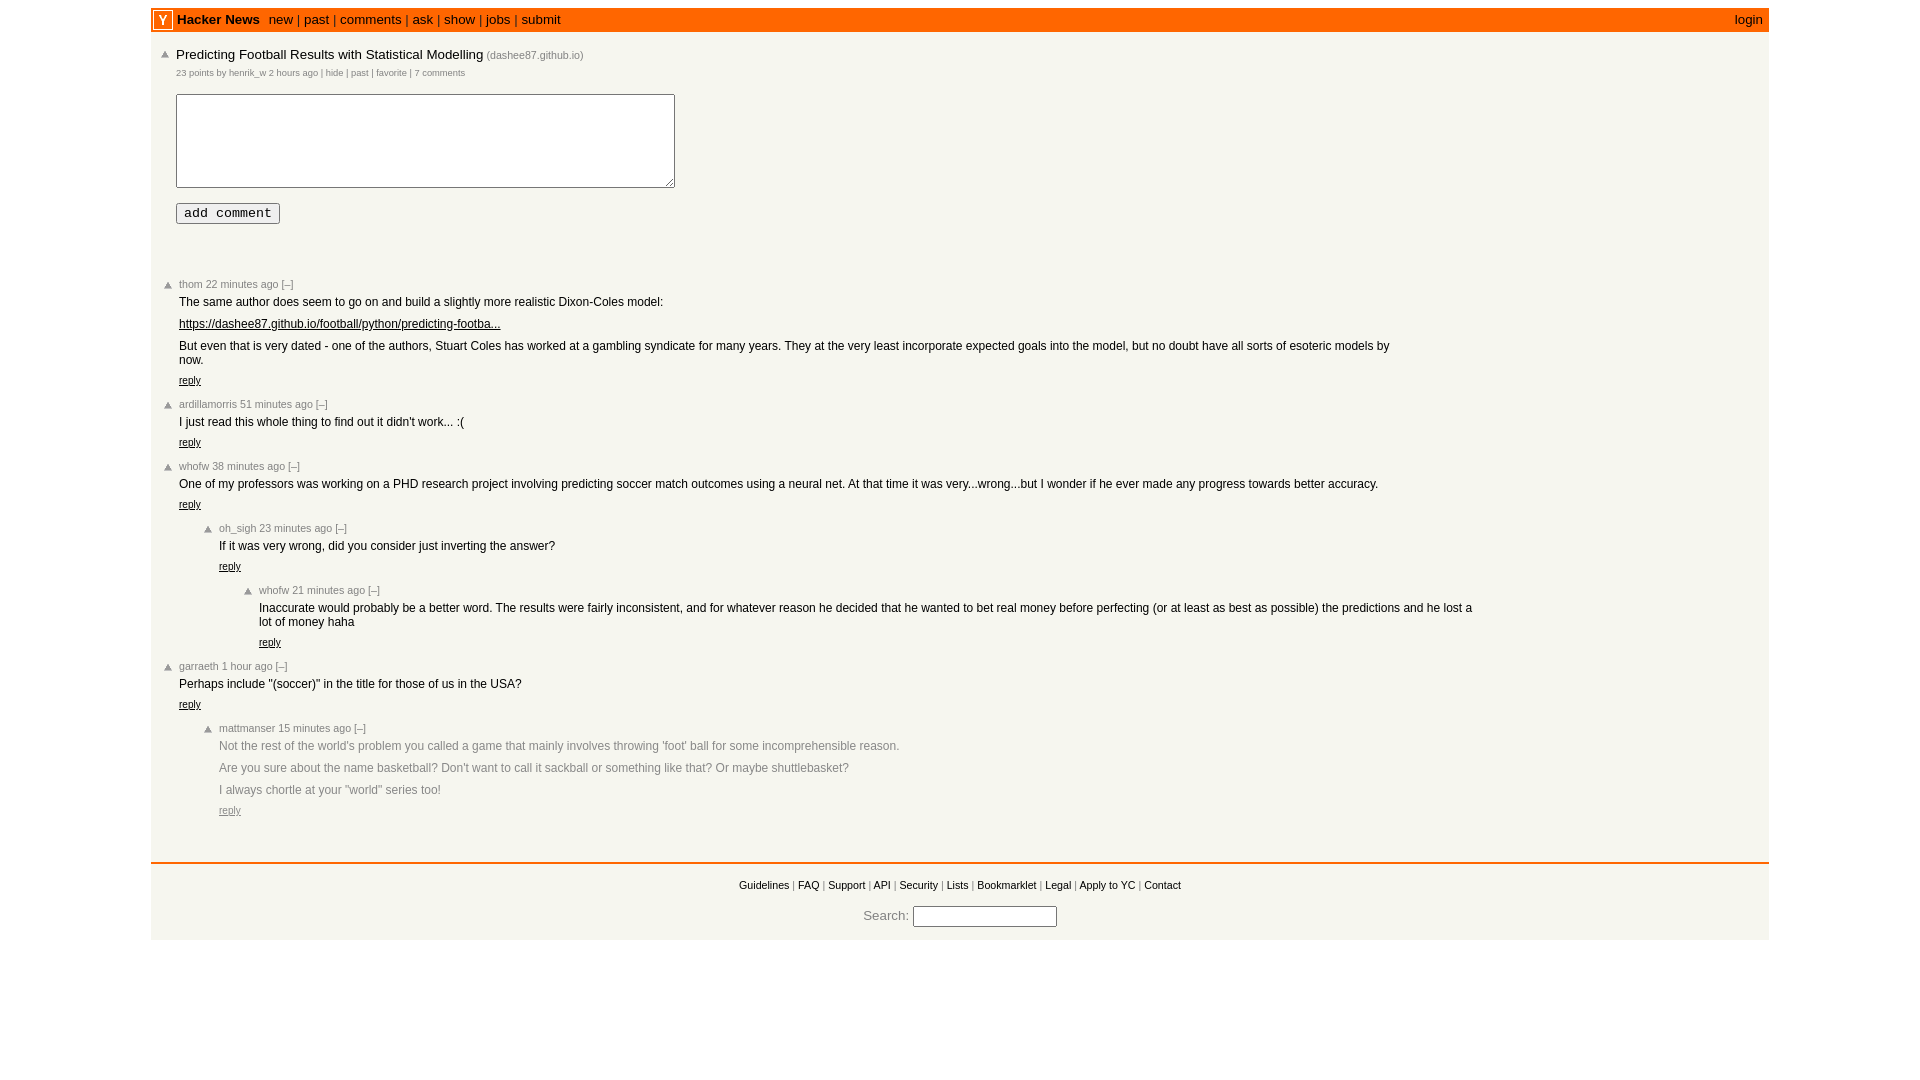 Y Hacker News new | past | comments | ask | show | jobs | submit login
Predicting Football Results with Statistical Modelling (dashee87.github.io)
23 points by henrik_w 2 hours ago | hide | past | favorite | 7 comments
add comment
thom 22 minutes ago [–]
The same author does seem to go on and build a slightly more realistic Dixon-Coles model:
https://dashee87.github.io/football/python/predicting-footba...
But even that is very dated - one of the authors, Stuart Coles has worked at a gambling syndicate for many years. They at the very least incorporate expected goals into the model, but no doubt have all sorts of esoteric models by
now.
reply
ardillamorris 51 minutes ago [–]
I just read this whole thing to find out it didn't work... :(
reply
whofw 38 minutes ago [–]
One of my professors was working on a PHD research project involving predicting soccer match outcomes using a neural net. At that time it was very...wrong...but I wonder if he ever made any progress towards better accuracy.
reply
oh_sigh 23 minutes ago [–]
If it was very wrong, did you consider just inverting the answer?
reply
whofw 21 minutes ago [–]
Inaccurate would probably be a better word. The results were fairly inconsistent, and for whatever reason he decided that he wanted to bet real money before perfecting (or at least as best as possible) the predictions and he lost a
lot of money haha
reply
garraeth 1 hour ago [–]
Perhaps include "(soccer)" in the title for those of us in the USA?
reply
mattmanser 15 minutes ago [–]
Not the rest of the world's problem you called a game that mainly involves throwing 'foot' ball for some incomprehensible reason.
Are you sure about the name basketball? Don't want to call it sackball or something like that? Or maybe shuttlebasket?
I always chortle at your "world" series too!
reply
Guidelines | FAQ | Support | API | Security | Lists | Bookmarklet | Legal | Apply to YC | Contact
Search: